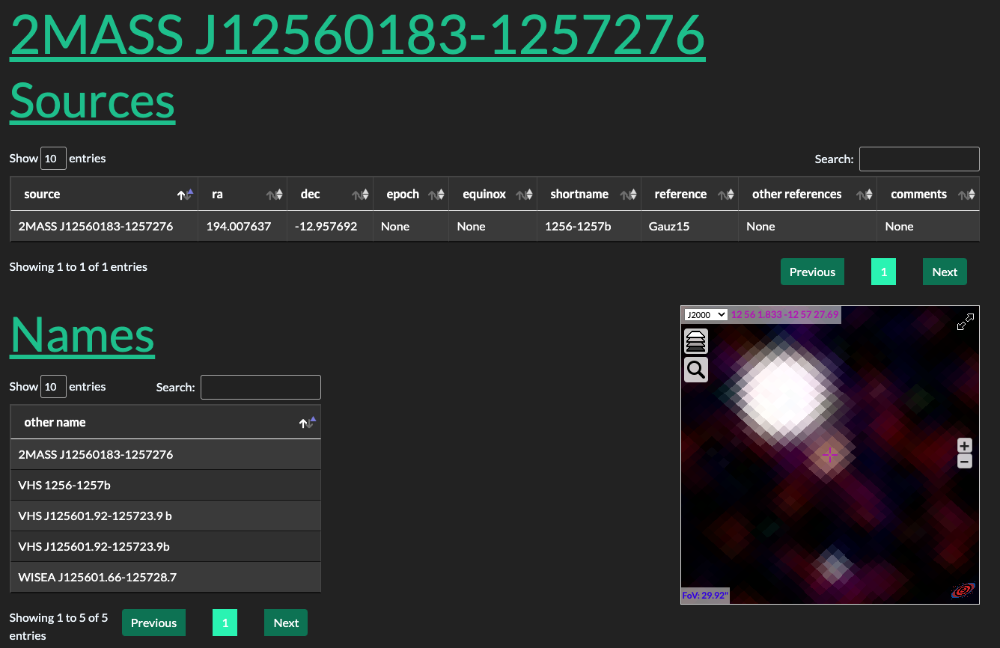 2MASS J12560183-1257276
Sources
Show 10 entries Search:
source ra dec epoch equinox shortname reference other references comments
2MASS J12560183-1257276 194.007637 -12.957692 None None 1256-1257b Gauz15 None None
Showing 1 to 1 of 1 entries Previous 1 Next
Names
Show 10 entries Search:
other name
2MASS J12560183-1257276
VHS 1256-1257b
VHS J125601.92-125723.9 b
VHS J125601.92-125723.9b
WISEA J125601.66-125728.7
Showing 1 to 5 of 5
entries
Previous 1 Next
J2000 12 56 1.833 -12 57 27.69
FoV: 29.92"